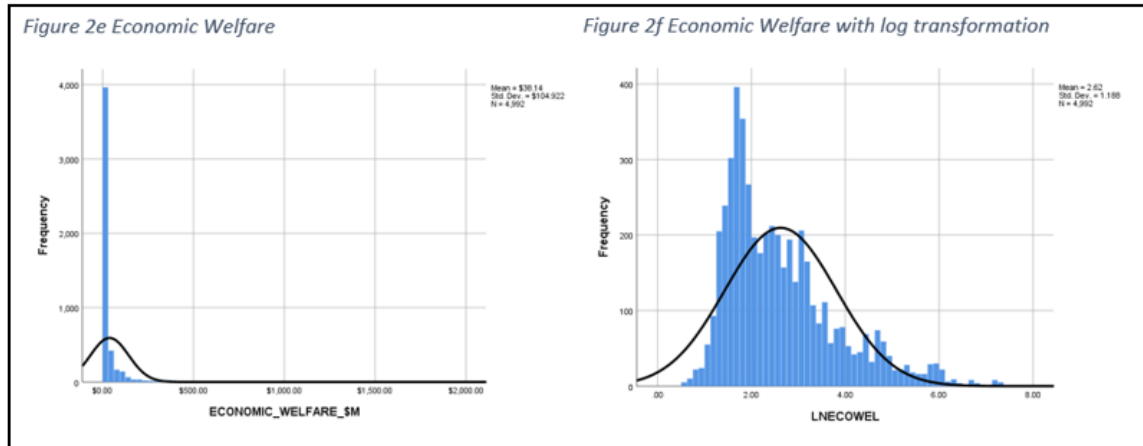 Figure 2e Economic Welfare
4,000
3,000
2,000
1,000
0
Frequency
$0.00 $500.00 $1,000.00 $1,500.00 $2,000.00
ECONOMIC_WELFARE_$M
Mean = $38.14
Std. Dev. = $104.922
N = 4,992
Figure 2f Economic Welfare with log transformation
400
300
200
100
0
Frequency
.00 2.00 4.00 6.00 8.00
LNECOWEL
Mean = 2.62
Std. Dev. = 1.188
N = 4,992